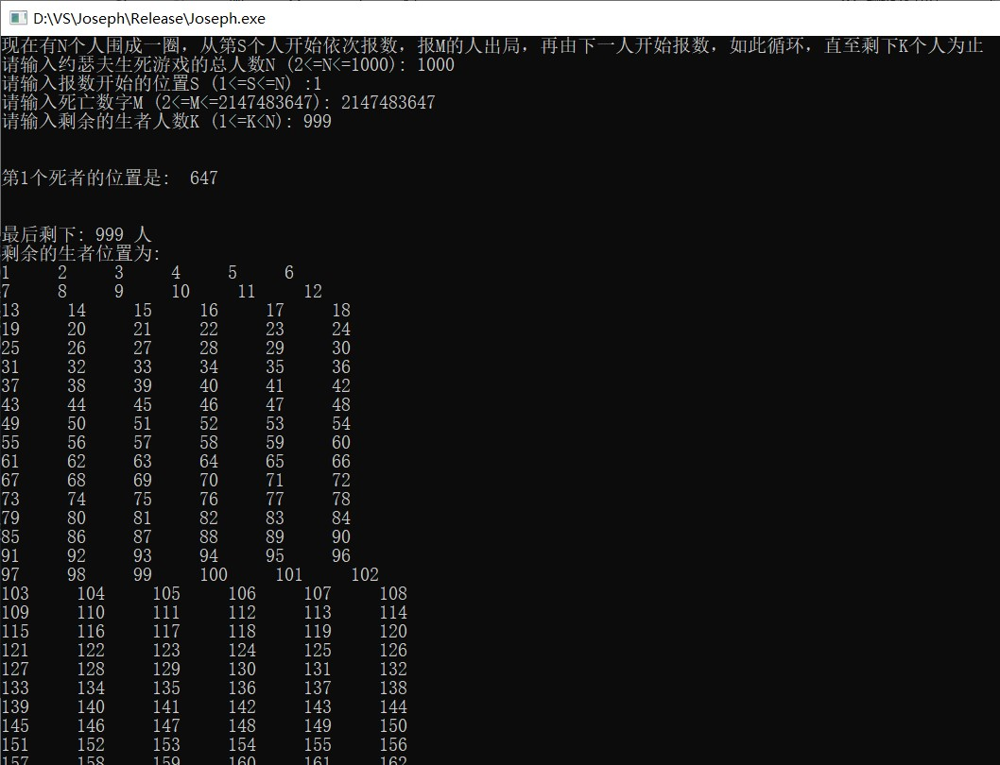 D:\VS\Joseph\Release\Joseph.exe
现在有N个人围成一圈，从第S个人开始依次报数，报M的人出局，再由下一人开始报数，如此循环，直至剩下K个人为止
请输入约瑟夫生死游戏的总人数N (2<=N<=1000): 1000
请输入报数开始的位置S (1<=S<=N) :1
请输入死亡数字M (2<=M<=2147483647): 2147483647
请输入剩余的生者人数K (1<=K<N): 999
第1个死者的位置是:  647
最后剩下: 999 人
剩余的生者位置为:
1 2 3 4 5 6
7 8 9 10 11 12
13 14 15 16 17 18
19 20 21 22 23 24
25 26 27 28 29 30
31 32 33 34 35 36
37 38 39 40 41 42
43 44 45 46 47 48
49 50 51 52 53 54
55 56 57 58 59 60
61 62 63 64 65 66
67 68 69 70 71 72
73 74 75 76 77 78
79 80 81 82 83 84
85 86 87 88 89 90
91 92 93 94 95 96
97 98 99 100 101 102
103 104 105 106 107 108
109 110 111 112 113 114
115 116 117 118 119 120
121 122 123 124 125 126
127 128 129 130 131 132
133 134 135 136 137 138
139 140 141 142 143 144
145 146 147 148 149 150
151 152 153 154 155 156
157 158 159 160 161 162